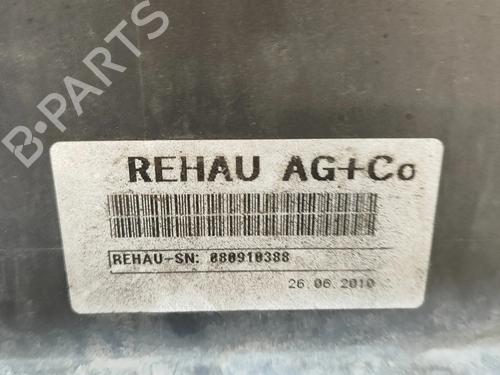 B-PARTS
REHAU AG+Co
REHAU-SN: 080910388
26.06.2010